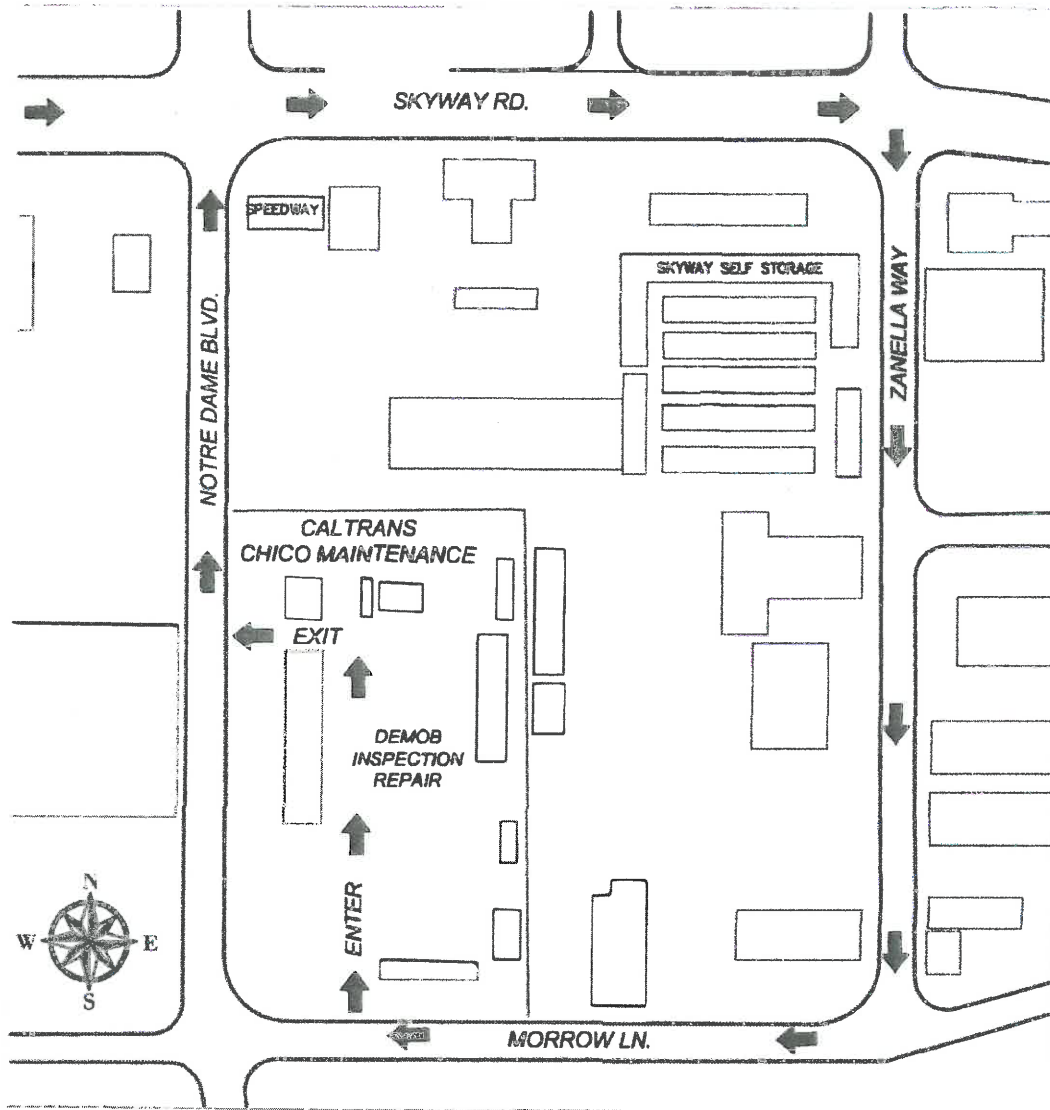 SKYWAY RD.
SPEEDWAY
SKYWAY SELF STORAGE
NOTRE DAME BLVD.
ZANELLA WAY
CALTRANS
CHICO MAINTENANCE
EXIT
DEMOB
INSPECTION
REPAIR
ENTER
N
W
E
S
MORROW LN.